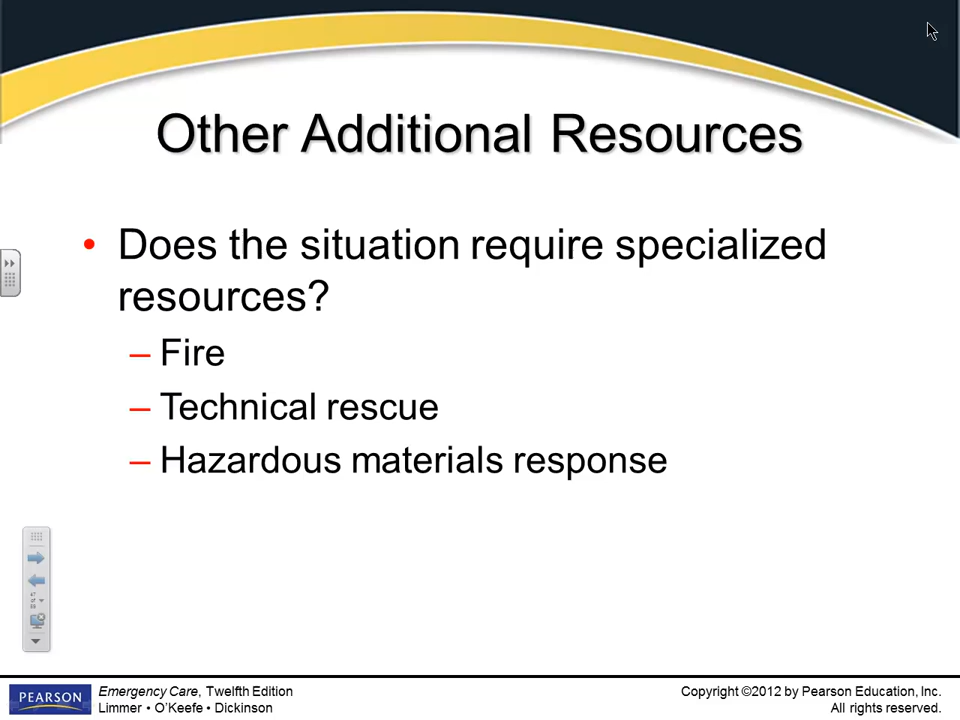 Other Additional Resources
• Does the situation require specialized
resources?
– Fire
– Technical rescue
– Hazardous materials response
PEARSON
Emergency Care, Twelfth Edition
Limmer • O’Keefe • Dickinson
Copyright ©2012 by Pearson Education, Inc.
All rights reserved.